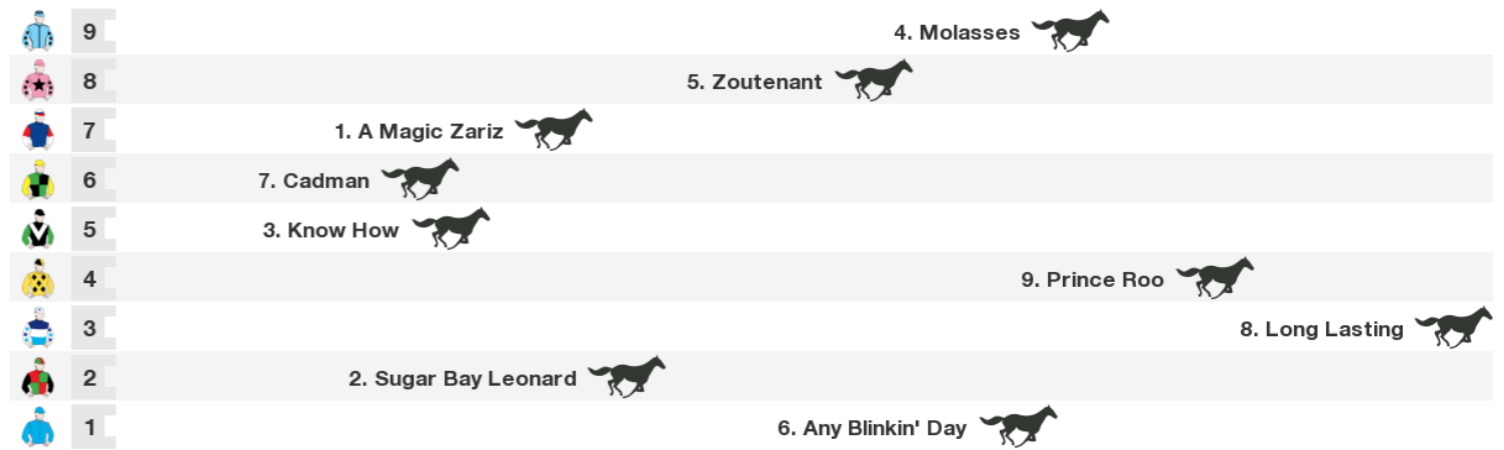 9 4. Molasses
8 5. Zoutenant
7 1. A Magic Zariz
6 7. Cadman
5 3. Know How
4 9. Prince Roo
3 8. Long Lasting
2 2. Sugar Bay Leonard
1 6. Any Blinkin' Day